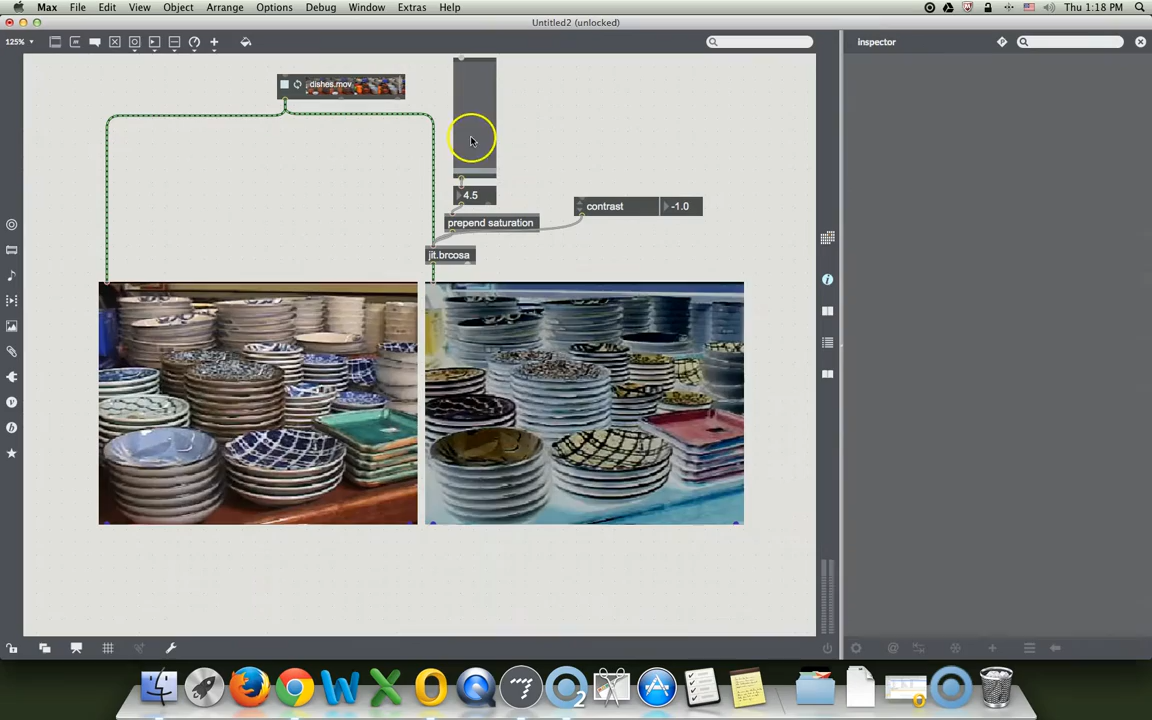 Max File Edit View Object Arrange Options Debug Window Extras Help Thu 1:18 PM
Untitled2 (unlocked)
125%
inspector
dishes.mov
4.5
contrast -1.0
prepend saturation
jit.brcosa
2